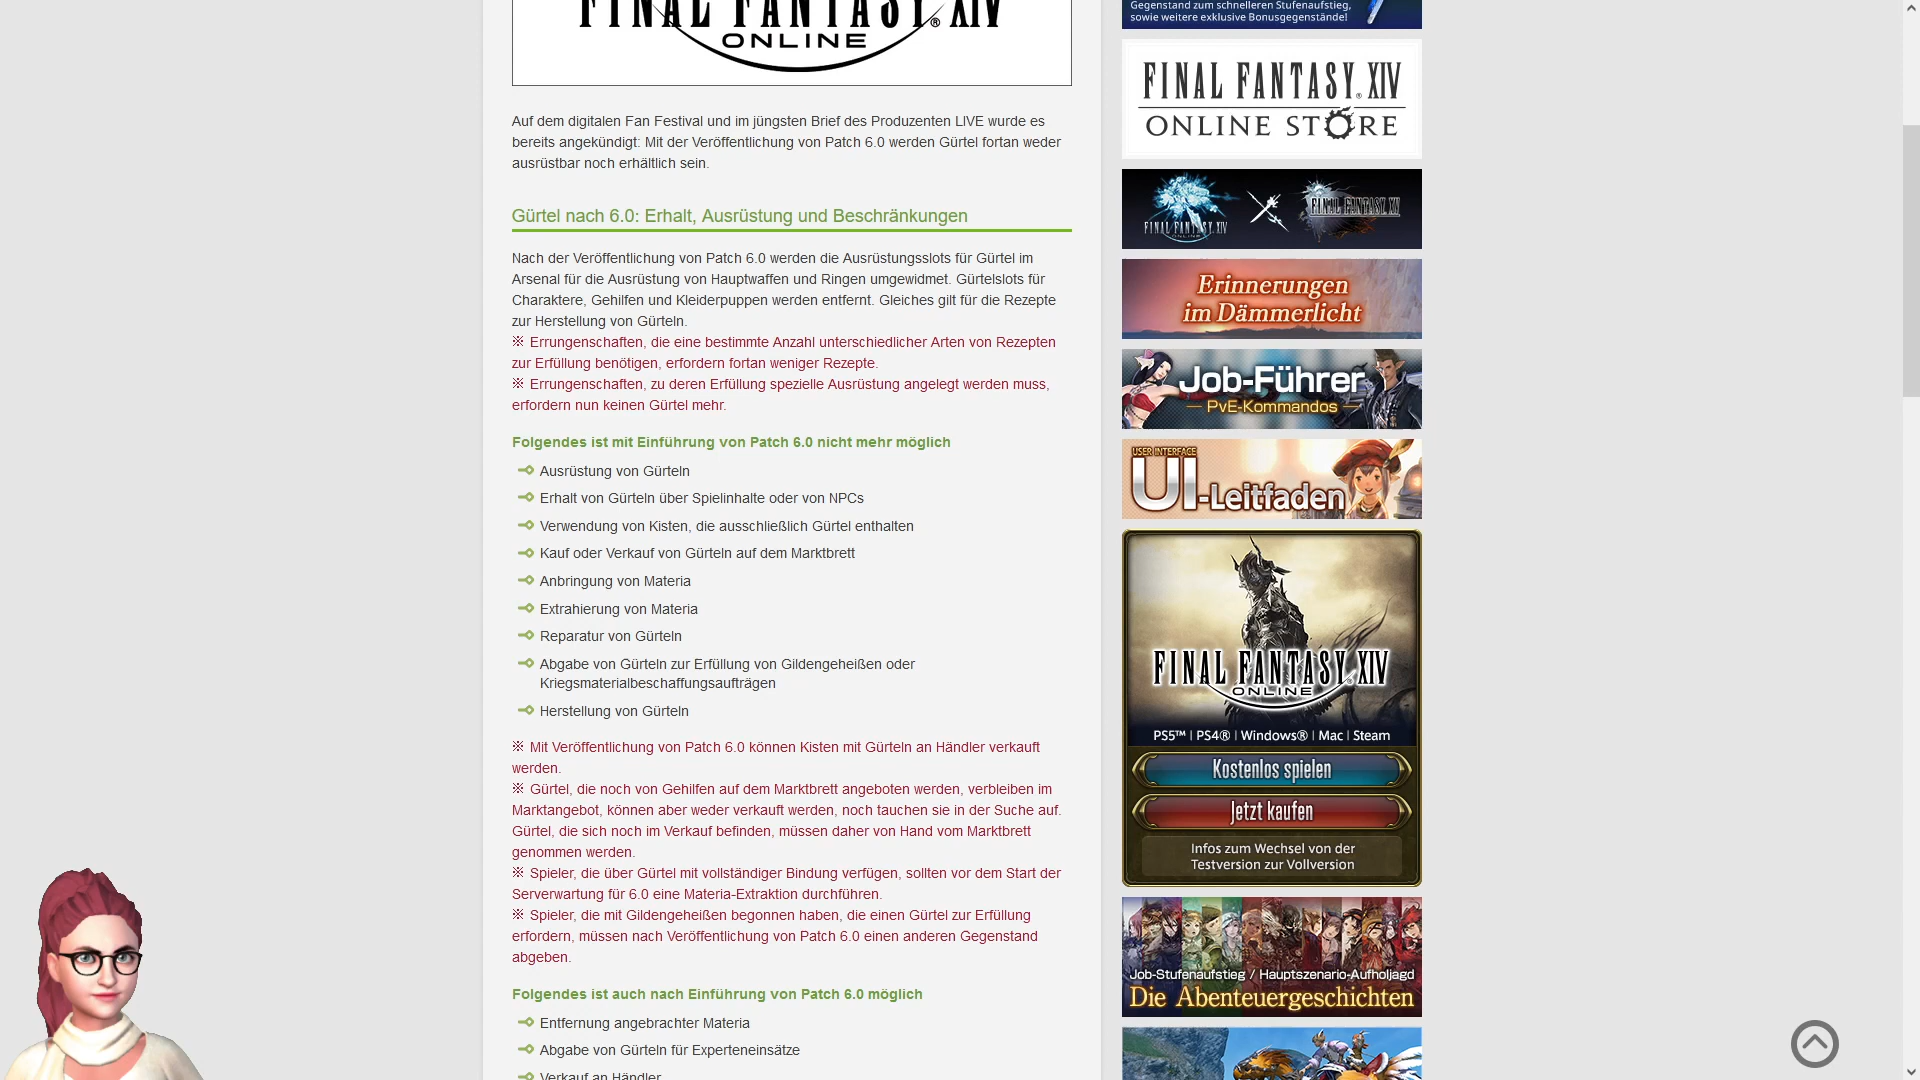 FINAL FANTASY® XIV
ONLINE
Auf dem digitalen Fan Festival und im jüngsten Brief des Produzenten LIVE wurde es
bereits angekündigt: Mit der Veröffentlichung von Patch 6.0 werden Gürtel fortan weder
ausrüstbar noch erhältlich sein.
Gürtel nach 6.0: Erhalt, Ausrüstung und Beschränkungen
Nach der Veröffentlichung von Patch 6.0 werden die Ausrüstungsslots für Gürtel im
Arsenal für die Ausrüstung von Hauptwaffen und Ringen umgewidmet. Gürtelslots für
Charaktere, Gehilfen und Kleiderpuppen werden entfernt. Gleiches gilt für die Rezepte
zur Herstellung von Gürteln.
※ Errungenschaften, die eine bestimmte Anzahl unterschiedlicher Arten von Rezepten
zur Erfüllung benötigen, erfordern fortan weniger Rezepte.
※ Errungenschaften, zu deren Erfüllung spezielle Ausrüstung angelegt werden muss,
erfordern nun keinen Gürtel mehr.
Folgendes ist mit Einführung von Patch 6.0 nicht mehr möglich
Ausrüstung von Gürteln
Erhalt von Gürteln über Spielinhalte oder von NPCs
Verwendung von Kisten, die ausschließlich Gürtel enthalten
Kauf oder Verkauf von Gürteln auf dem Marktbrett
Anbringung von Materia
Extrahierung von Materia
Reparatur von Gürteln
Abgabe von Gürteln zur Erfüllung von Gildengeheißen oder
Kriegsmaterialbeschaffungsaufträgen
Herstellung von Gürteln
※ Mit Veröffentlichung von Patch 6.0 können Kisten mit Gürteln an Händler verkauft
werden.
※ Gürtel, die noch von Gehilfen auf dem Marktbrett angeboten werden, verbleiben im
Marktangebot, können aber weder verkauft werden, noch tauchen sie in der Suche auf.
Gürtel, die sich noch im Verkauf befinden, müssen daher von Hand vom Marktbrett
genommen werden.
※ Spieler, die über Gürtel mit vollständiger Bindung verfügen, sollten vor dem Start der
Serverwartung für 6.0 eine Materia-Extraktion durchführen.
※ Spieler, die mit Gildengeheißen begonnen haben, die einen Gürtel zur Erfüllung
erfordern, müssen nach Veröffentlichung von Patch 6.0 einen anderen Gegenstand
abgeben.
Folgendes ist auch nach Einführung von Patch 6.0 möglich
Entfernung angebrachter Materia
Abgabe von Gürteln für Experteneinsätze
Verkauf an Händler
Gegenstand zum schnelleren Stufenaufstieg,
sowie weitere exklusive Bonusgegenstände!
FINAL FANTASY® XIV
ONLINE STORE
FINAL FANTASY XIV
ONLINE
FINAL FANTASY XV
Erinnerungen
im Dämmerlicht
Job-Führer
PvE-Kommandos
USER INTERFACE
UI-Leitfaden
FINAL FANTASY® XIV
ONLINE
PS5™ | PS4® | Windows® | Mac | Steam
Kostenlos spielen
Jetzt kaufen
Infos zum Wechsel von der
Testversion zur Vollversion
Job-Stufenaufstieg / Hauptszenario-Aufholjagd
Die Abenteuergeschichten